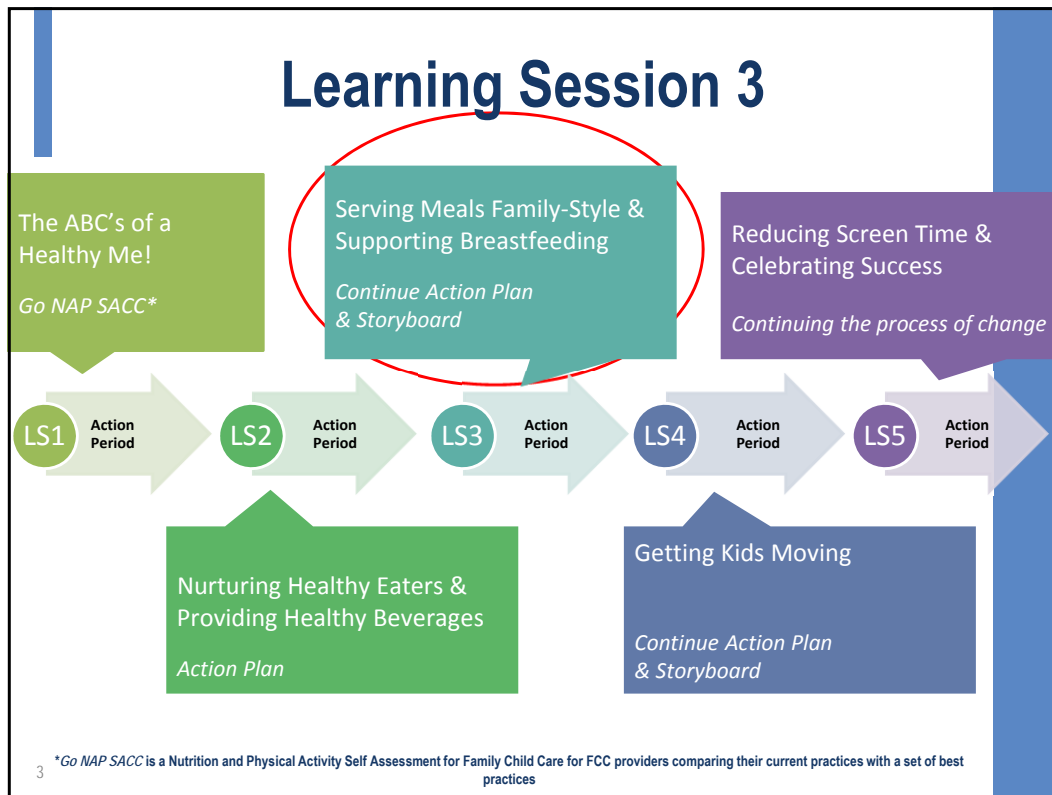 Learning Session 3
The ABC's of a
Healthy Me!
Go NAP SACC*
Serving Meals Family-Style &
Supporting Breastfeeding
Continue Action Plan
& Storyboard
Reducing Screen Time &
Celebrating Success
Continuing the process of change
LS1
Action
Period
LS2
Action
Period
LS3
Action
Period
LS4
Action
Period
LS5
Action
Period
Nurturing Healthy Eaters &
Providing Healthy Beverages
Action Plan
Getting Kids Moving
Continue Action Plan
& Storyboard
*Go NAP SACC is a Nutrition and Physical Activity Self Assessment for Family Child Care for FCC providers comparing their current practices with a set of best
practices
3